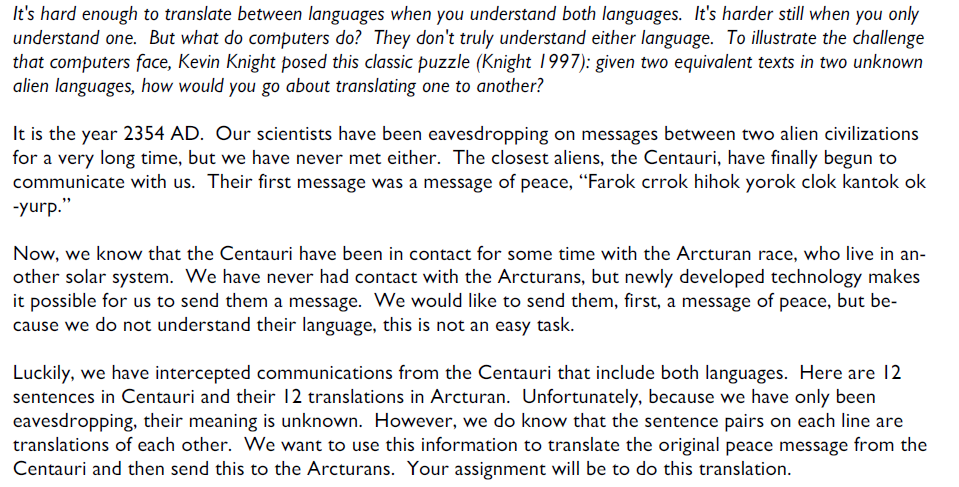 It's hard enough to translate between languages when you understand both languages.  It's harder still when you only
understand one.  But what do computers do?  They don't truly understand either language.  To illustrate the challenge
that computers face, Kevin Knight posed this classic puzzle (Knight 1997): given two equivalent texts in two unknown
alien languages, how would you go about translating one to another?
It is the year 2354 AD.  Our scientists have been eavesdropping on messages between two alien civilizations
for a very long time, but we have never met either.  The closest aliens, the Centauri, have finally begun to
communicate with us.  Their first message was a message of peace, “Farok crrok hihok yorok clok kantok ok
-yurp.”
Now, we know that the Centauri have been in contact for some time with the Arcturan race, who live in an-
other solar system.  We have never had contact with the Arcturans, but newly developed technology makes
it possible for us to send them a message.  We would like to send them, first, a message of peace, but be-
cause we do not understand their language, this is not an easy task.
Luckily, we have intercepted communications from the Centauri that include both languages.  Here are 12
sentences in Centauri and their 12 translations in Arcturan.  Unfortunately, because we have only been
eavesdropping, their meaning is unknown.  However, we do know that the sentence pairs on each line are
translations of each other.  We want to use this information to translate the original peace message from the
Centauri and then send this to the Arcturans.  Your assignment will be to do this translation.